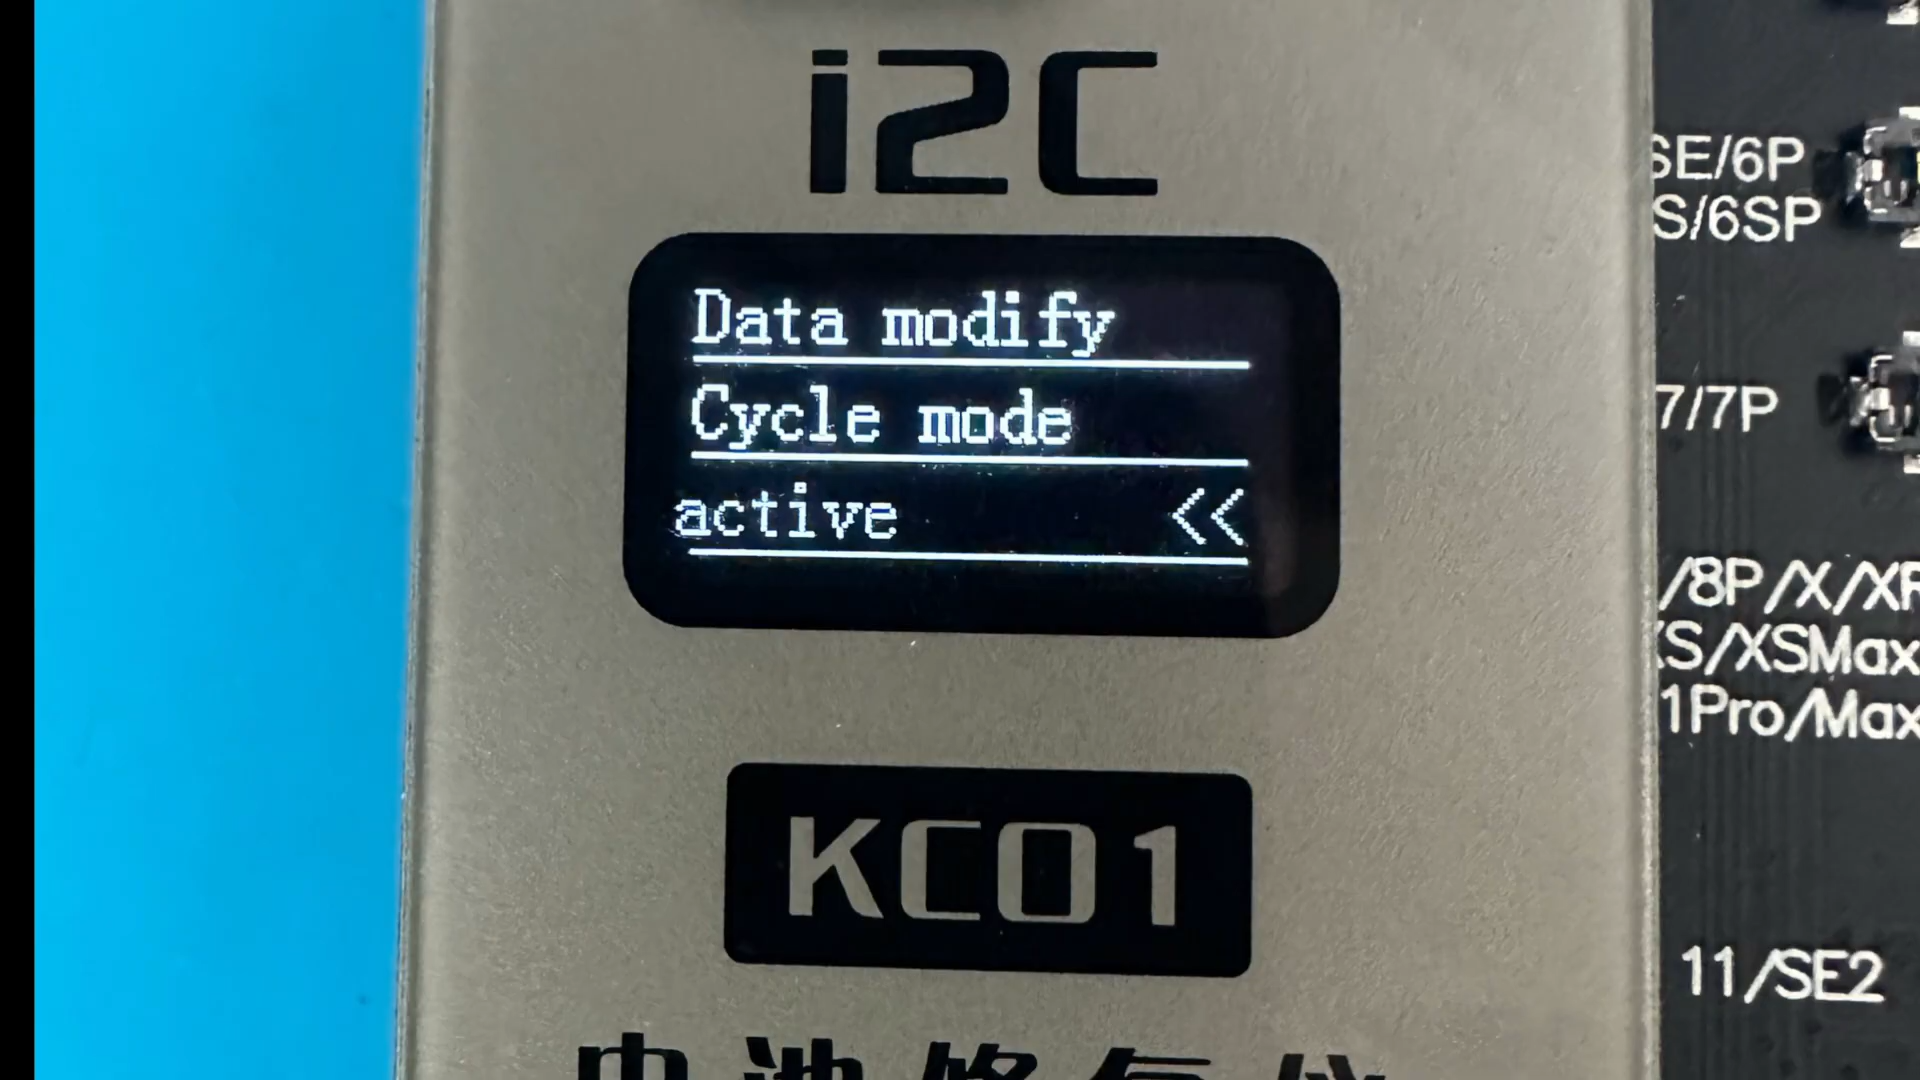 i2C
Data modify
Cycle mode
active <<
KC01
SE/6P
S/6SP
7/7P
/8P/X/XR
XS/XSMax
1Pro/Max
11/SE2